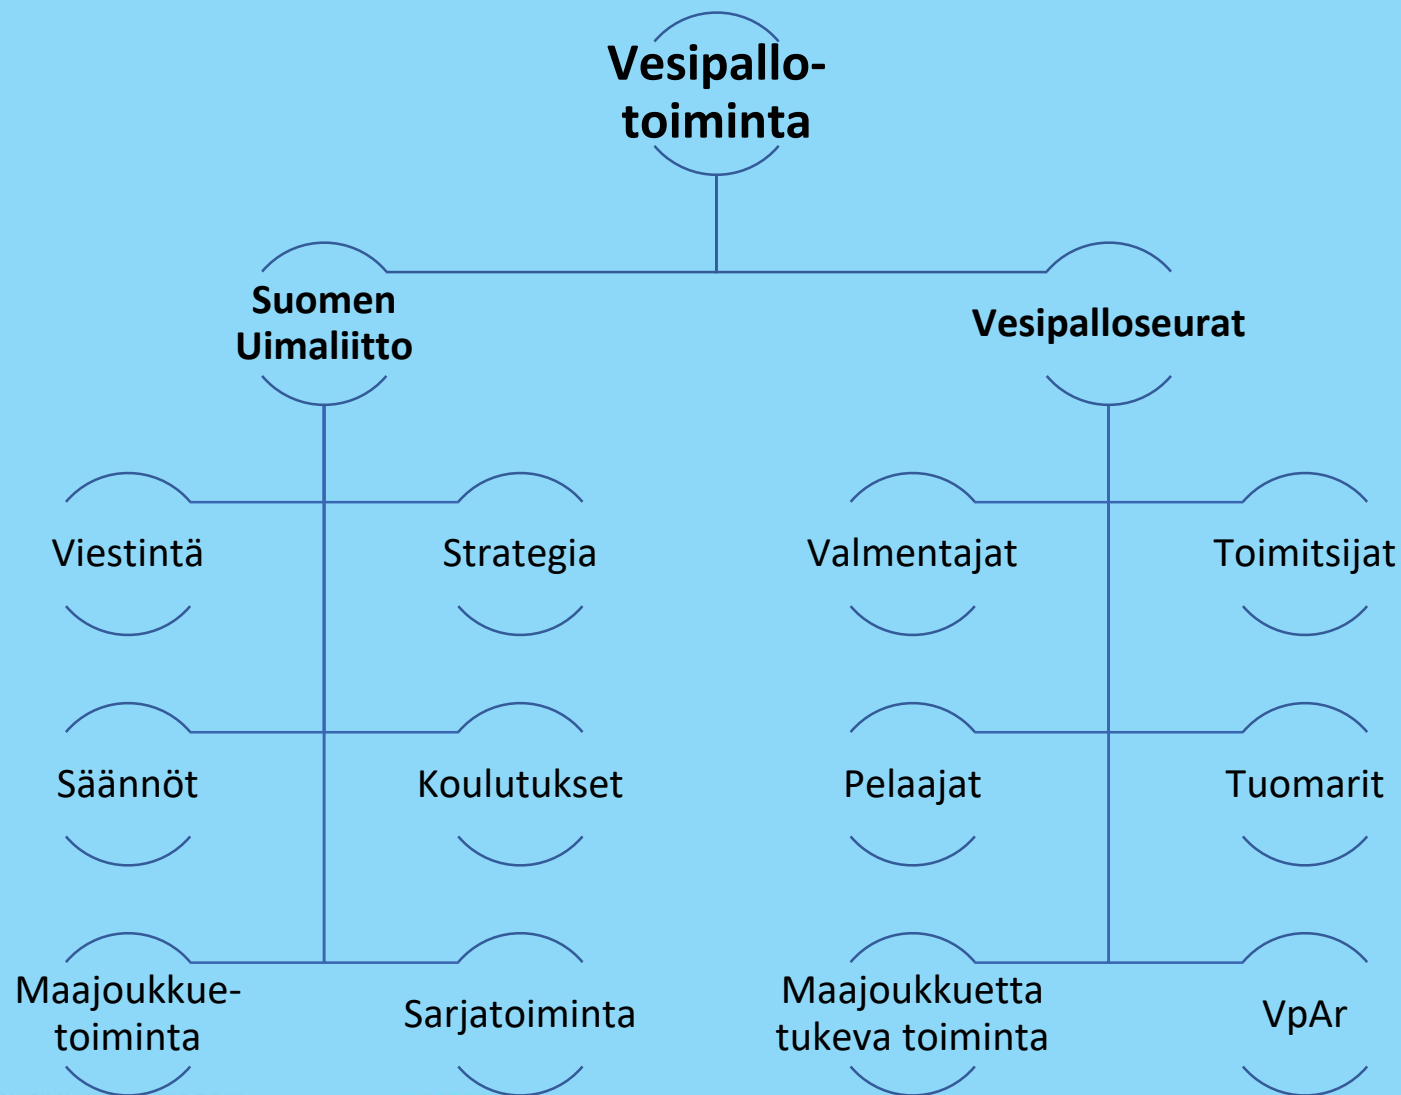 Vesipallo-
toiminta
Suomen
Uimaliitto
Vesipalloseurat
Viestintä
Strategia
Valmentajat
Toimitsijat
Säännöt
Koulutukset
Pelaajat
Tuomarit
Maajoukkue-
toiminta
Sarjatoiminta
Maajoukkuetta
tukeva toiminta
VpAr